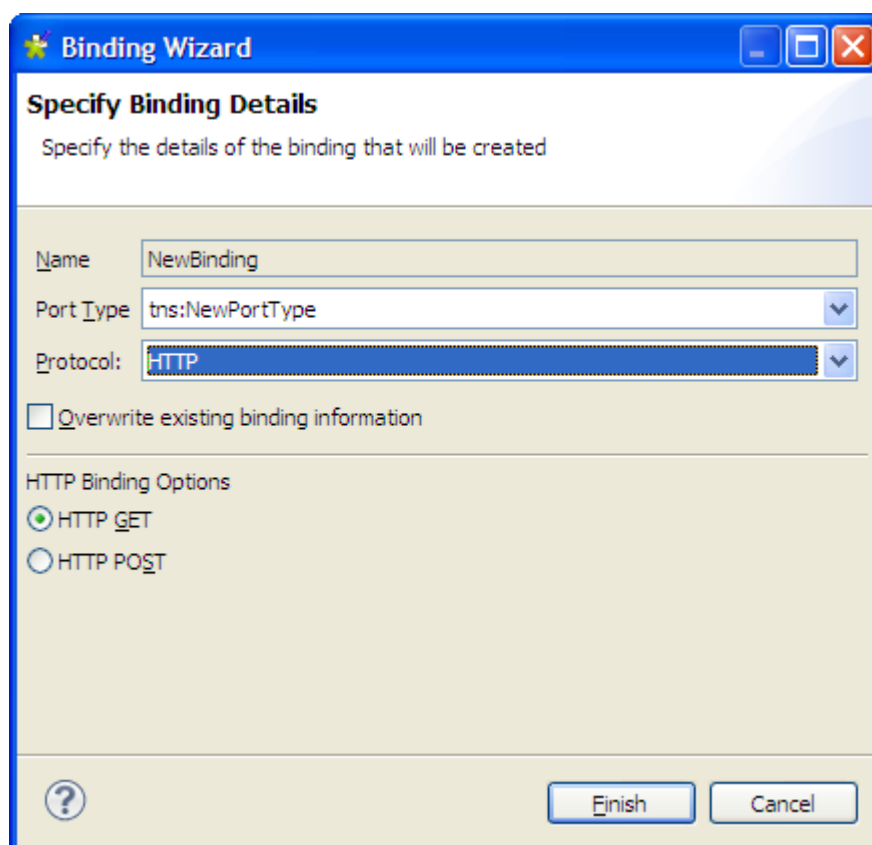 Binding Wizard
Specify Binding Details
Specify the details of the binding that will be created
Name NewBinding
Port Type tns:NewPortType
Protocol: HTTP
Overwrite existing binding information
HTTP Binding Options
HTTP GET
HTTP POST
? Finish Cancel